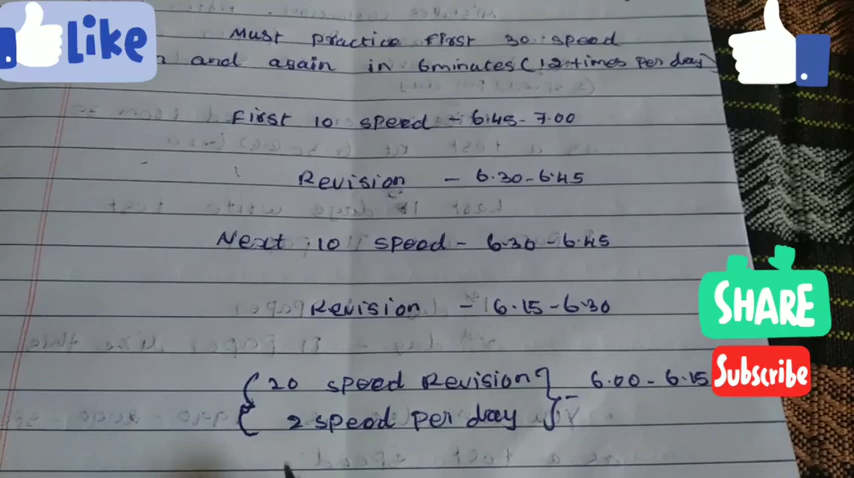 Like
Must practice first 30 speed
and again in 6minutes (12 times per day)
First 10 speed - 6.45-7.00
Revision - 6.30-6.45
Next 10 speed - 6.30-6.45
Revision - 6.15-6.30
{20 speed Revision} 6.00-6.15
{2 speed per day} -
SHARE
Subscribe